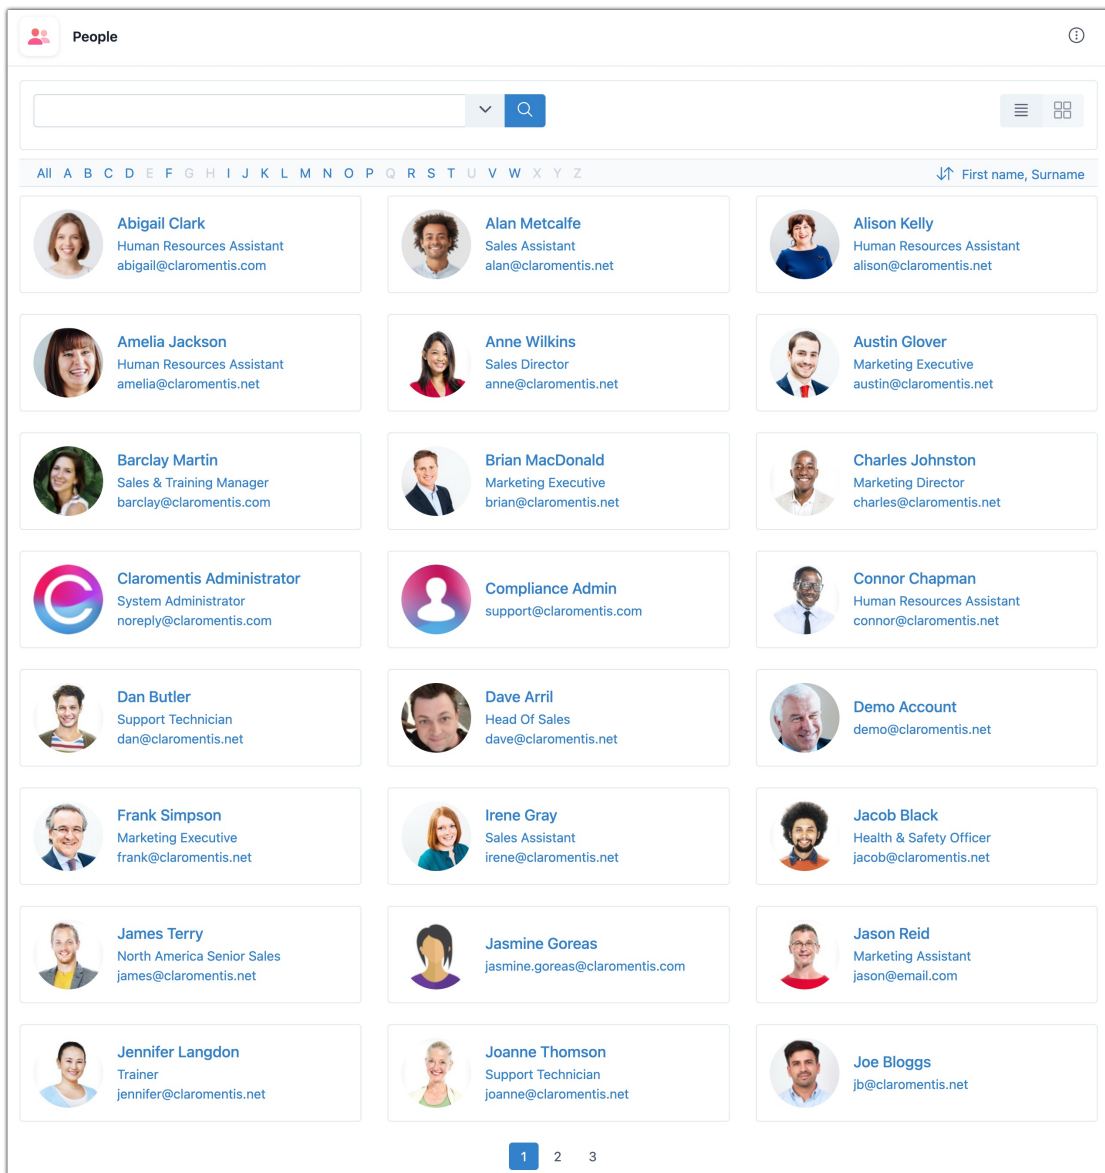 People
All A B C D E F G H I J K L M N O P Q R S T U V W X Y Z
First name, Surname
Abigail Clark
Human Resources Assistant
abigail@claromentis.com
Alan Metcalfe
Sales Assistant
alan@claromentis.net
Alison Kelly
Human Resources Assistant
alison@claromentis.net
Amelia Jackson
Human Resources Assistant
amelia@claromentis.net
Anne Wilkins
Sales Director
anne@claromentis.net
Austin Glover
Marketing Executive
austin@claromentis.net
Barclay Martin
Sales & Training Manager
barclay@claromentis.com
Brian MacDonald
Marketing Executive
brian@claromentis.net
Charles Johnston
Marketing Director
charles@claromentis.net
Claromentis Administrator
System Administrator
noreply@claromentis.com
Compliance Admin
support@claromentis.com
Connor Chapman
Human Resources Assistant
connor@claromentis.net
Dan Butler
Support Technician
dan@claromentis.net
Dave Arril
Head Of Sales
dave@claromentis.net
Demo Account
demo@claromentis.net
Frank Simpson
Marketing Executive
frank@claromentis.net
Irene Gray
Sales Assistant
irene@claromentis.net
Jacob Black
Health & Safety Officer
jacob@claromentis.net
James Terry
North America Senior Sales
james@claromentis.net
Jasmine Goreas
jasmine.goreas@claromentis.com
Jason Reid
Marketing Assistant
jason@email.com
Jennifer Langdon
Trainer
jennifer@claromentis.net
Joanne Thomson
Support Technician
joanne@claromentis.net
Joe Bloggs
jb@claromentis.net
1 2 3